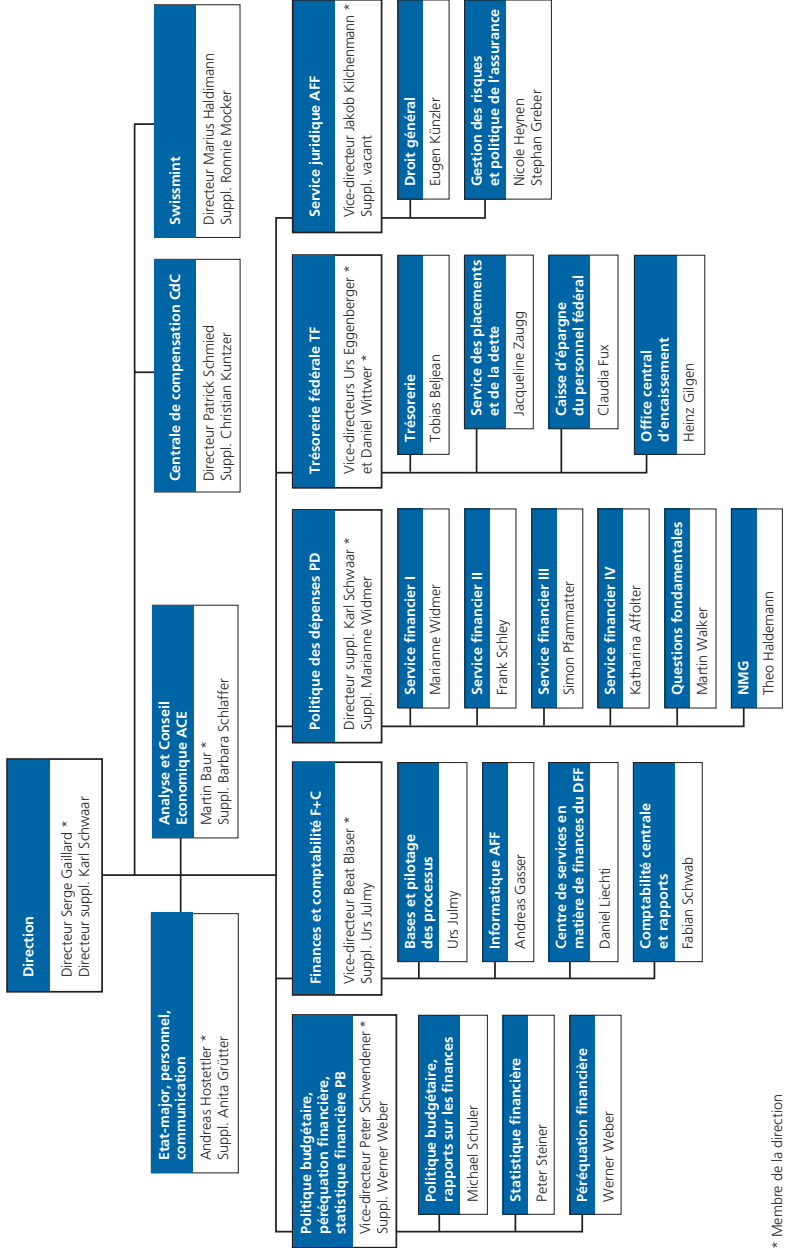 Direction
Directeur Serge Gaillard *
Directeur suppl. Karl Schwaar
Etat-major, personnel,
communication
Andreas Hostettler *
Suppl. Anita Grütter
Analyse et Conseil
Economique ACE
Martin Baur *
Suppl. Barbara Schlaffer
Centrale de compensation CdC
Directeur Patrick Schmied
Suppl. Christian Kuntzer
Swissmint
Directeur Marius Haldimann
Suppl. Ronnie Mocker
Politique budgétaire,
péréquation financière,
statistique financière PB
Vice-directeur Peter Schwendener *
Suppl. Werner Weber
Politique budgétaire,
rapports sur les finances
Michael Schuler
Statistique financière
Peter Steiner
Péréquation financière
Werner Weber
Finances et comptabilité F+C
Vice-directeur Beat Blaser *
Suppl. Urs Julmy
Bases et pilotage
des processus
Urs Julmy
Informatique AFF
Andreas Gasser
Centre de services en
matière de finances du DFF
Daniel Liechti
Comptabilité centrale
et rapports
Fabian Schwab
Politique des dépenses PD
Directeur suppl. Karl Schwaar *
Suppl. Marianne Widmer
Service financier I
Marianne Widmer
Service financier II
Frank Schley
Service financier III
Simon Pfammatter
Service financier IV
Katharina Affolter
Questions fondamentales
Martin Walker
NMG
Theo Haldemann
Trésorerie fédérale TF
Vice-directeurs Urs Eggenberger *
et Daniel Wittwer *
Trésorerie
Tobias Beljean
Service des placements
et de la dette
Jacqueline Zaugg
Caisse d'épargne
du personnel fédéral
Claudia Fux
Office central
d'encaissement
Heinz Gilgen
Service juridique AFF
Vice-directeur Jakob Kilchenmann *
Suppl. vacant
Droit général
Eugen Künzler
Gestion des risques
et politique de l'assurance
Nicole Heynen
Stephan Greber
* Membre de la direction